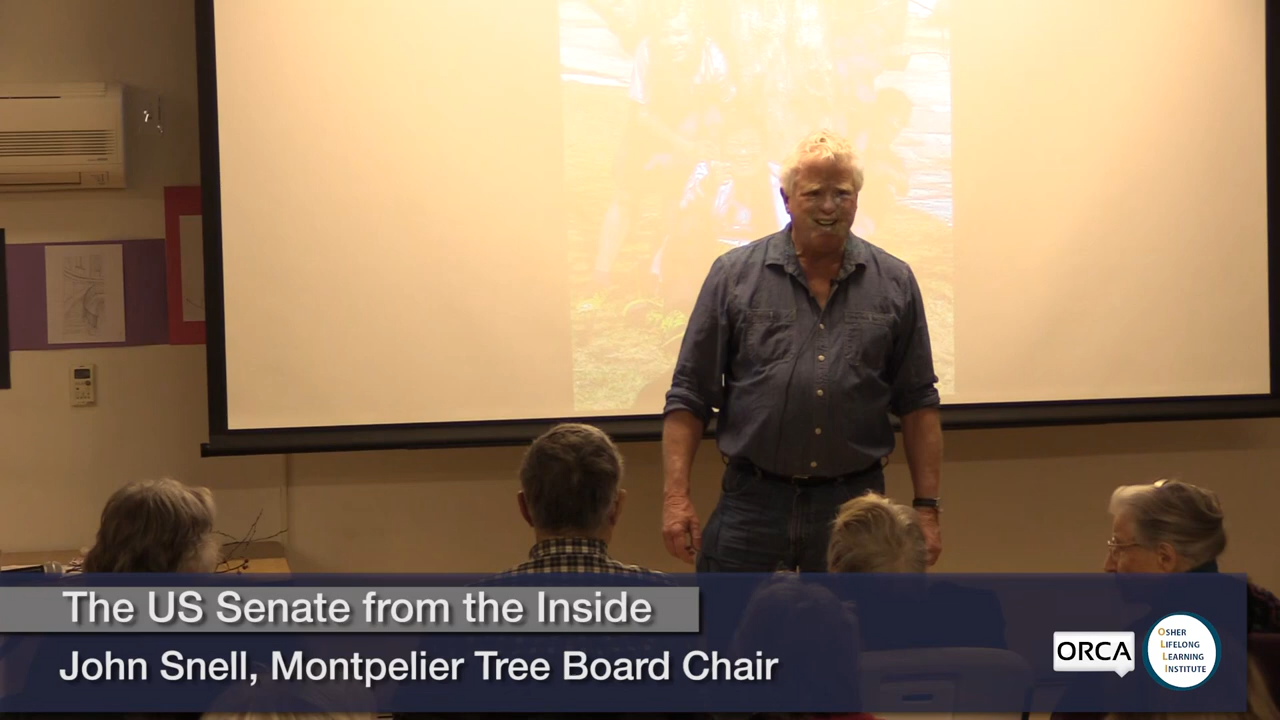 The US Senate from the Inside
John Snell, Montpelier Tree Board Chair
ORCA
OSHER
LIFELONG
LEARNING
INSTITUTE